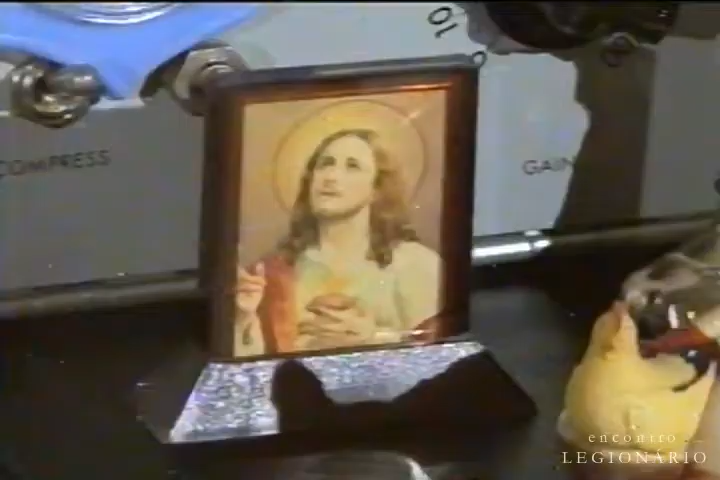 10
COMPRESS
GAIN
encontro
LEGIONÁRIO